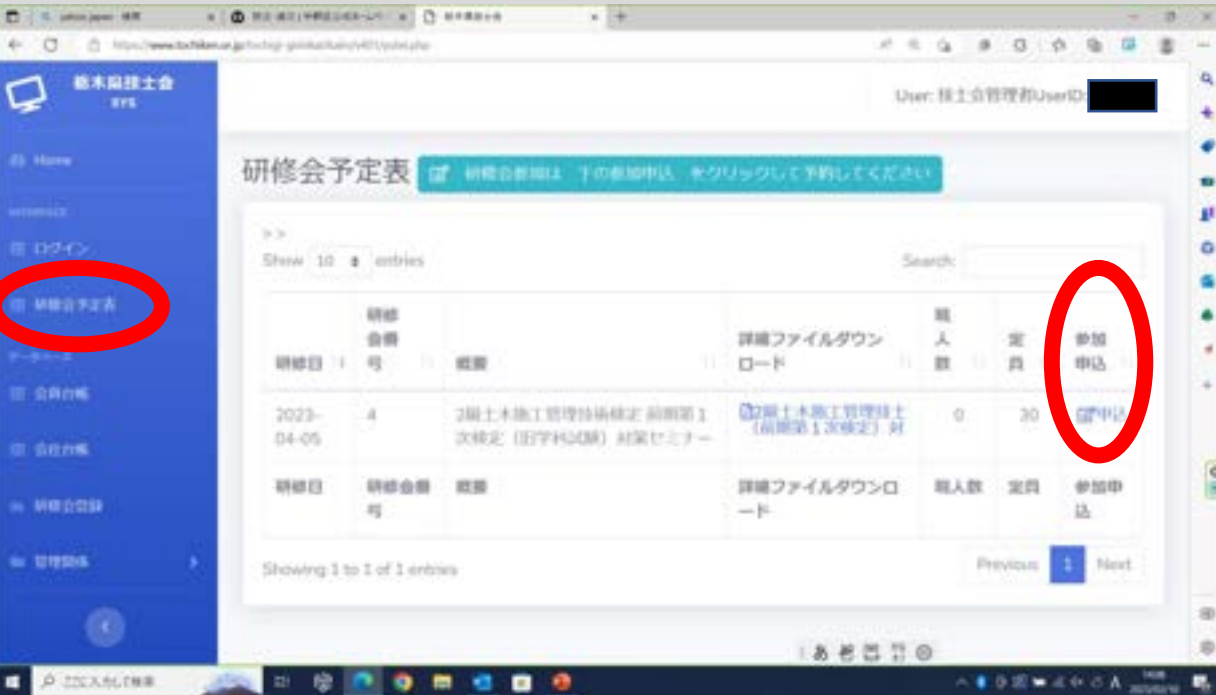 栃木県技士会
SYS
User: 技士会管理者UserID:
Home
研修会予定表
研修会参加は 下の参加申込 をクリックして予約してください
INTERFACE
ログイン
研修会予定表
データベース
会員台帳
会社台帳
研修会登録
管理関係
>>
Show 10 entries
Search:
研修日
研修会番号
概要
詳細ファイルダウンロード
現人数
定員
参加申込
2023-04-05
4
2級土木施工管理技術検定 前期第1次検定（旧学科試験）対策セミナー
2級土木施工管理技士（前期第1次検定）対
0
30
申込
研修日
研修会番号
概要
詳細ファイルダウンロード
現人数
定員
参加申込
Showing 1 to 1 of 1 entries
Previous 1 Next
ここに入力して検索